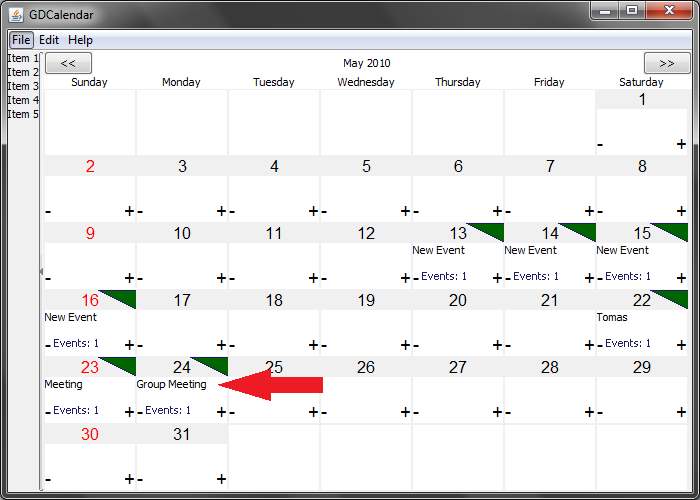 GDCalendar
File Edit Help
Item 1
Item 2
Item 3
Item 4
Item 5
<< May 2010 >>
Sunday Monday Tuesday Wednesday Thursday Friday Saturday
1
- +
2 3 4 5 6 7 8
- +- +- +- +- +- +- +
9 10 11 12 13 14 15
New Event New Event New Event
- +- +- +- +- Events: 1 +- Events: 1 +- Events: 1 +
16 17 18 19 20 21 22
New Event Tomas
- Events: 1 +- +- +- +- +- +- Events: 1 +
23 24 25 26 27 28 29
Meeting Group Meeting
- Events: 1 +- Events: 1 +- +- +- +- +- +
30 31
- +- +